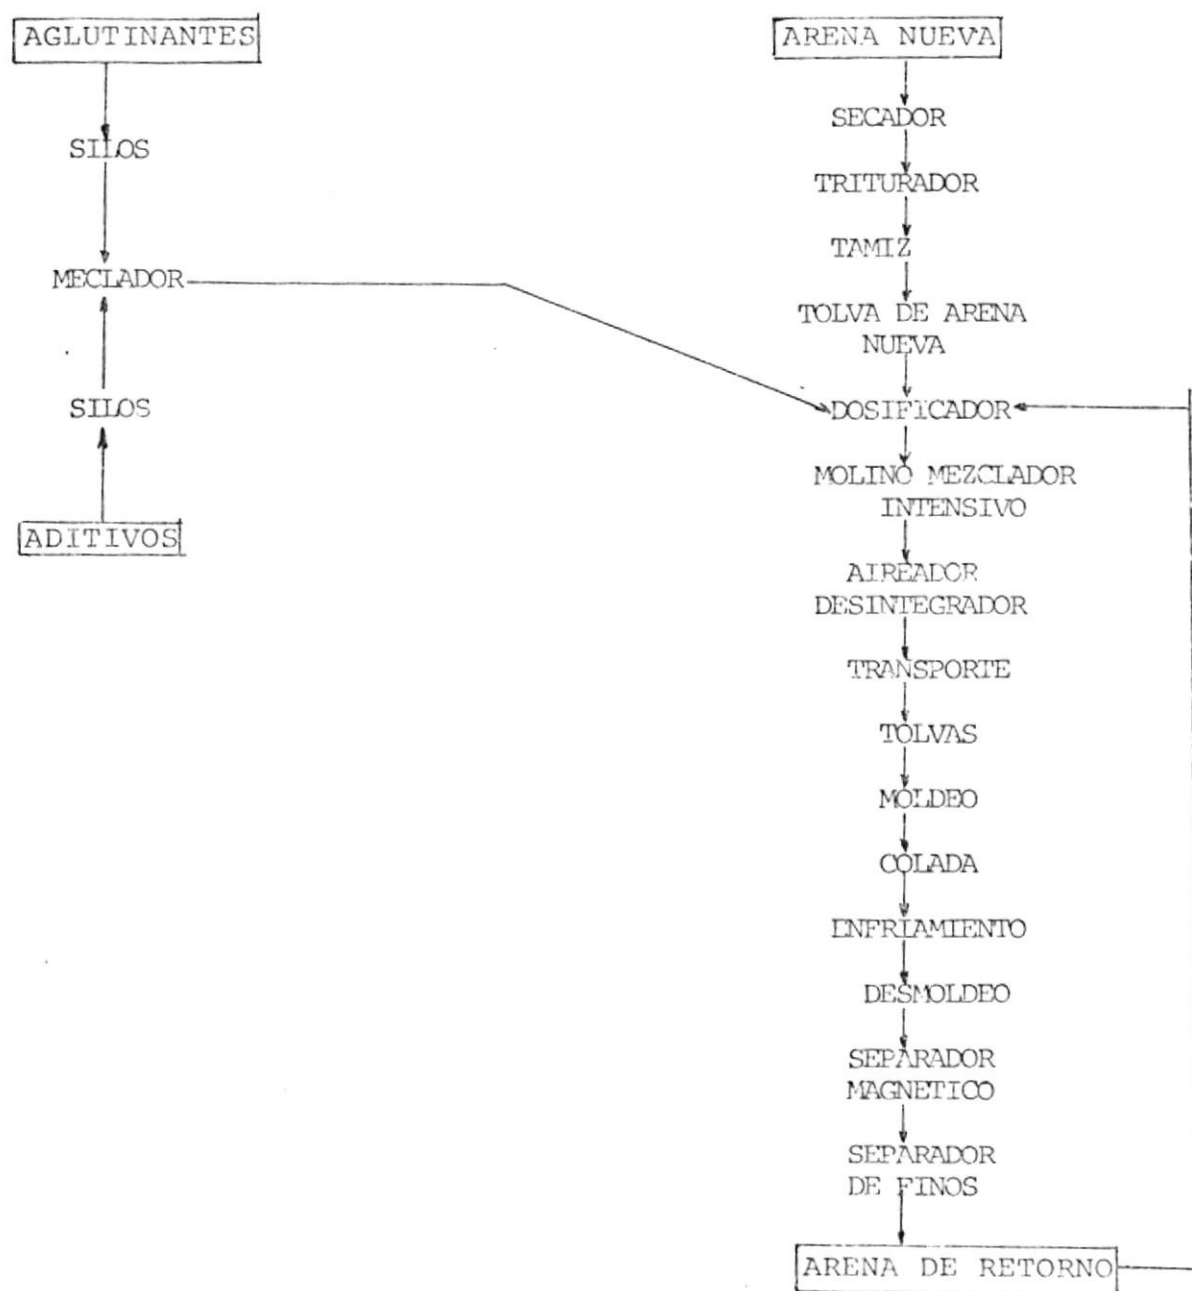 AGLUTINANTES
SILOS
MECLADOR
SILOS
ADITIVOS
ARENA NUEVA
SECADOR
TRITURADOR
TAMIZ
TOLVA DE ARENA
NUEVA
DOSIFICADOR
MOLINO MEZCLADOR
INTENSIVO
AIREADOR
DESINTEGRADOR
TRANSPORTE
TOLVAS
MOLDEO
COLADA
ENFRIAMIENTO
DESMOLDEO
SEPARADOR
MAGNETICO
SEPARADOR
DE FINOS
ARENA DE RETORNO